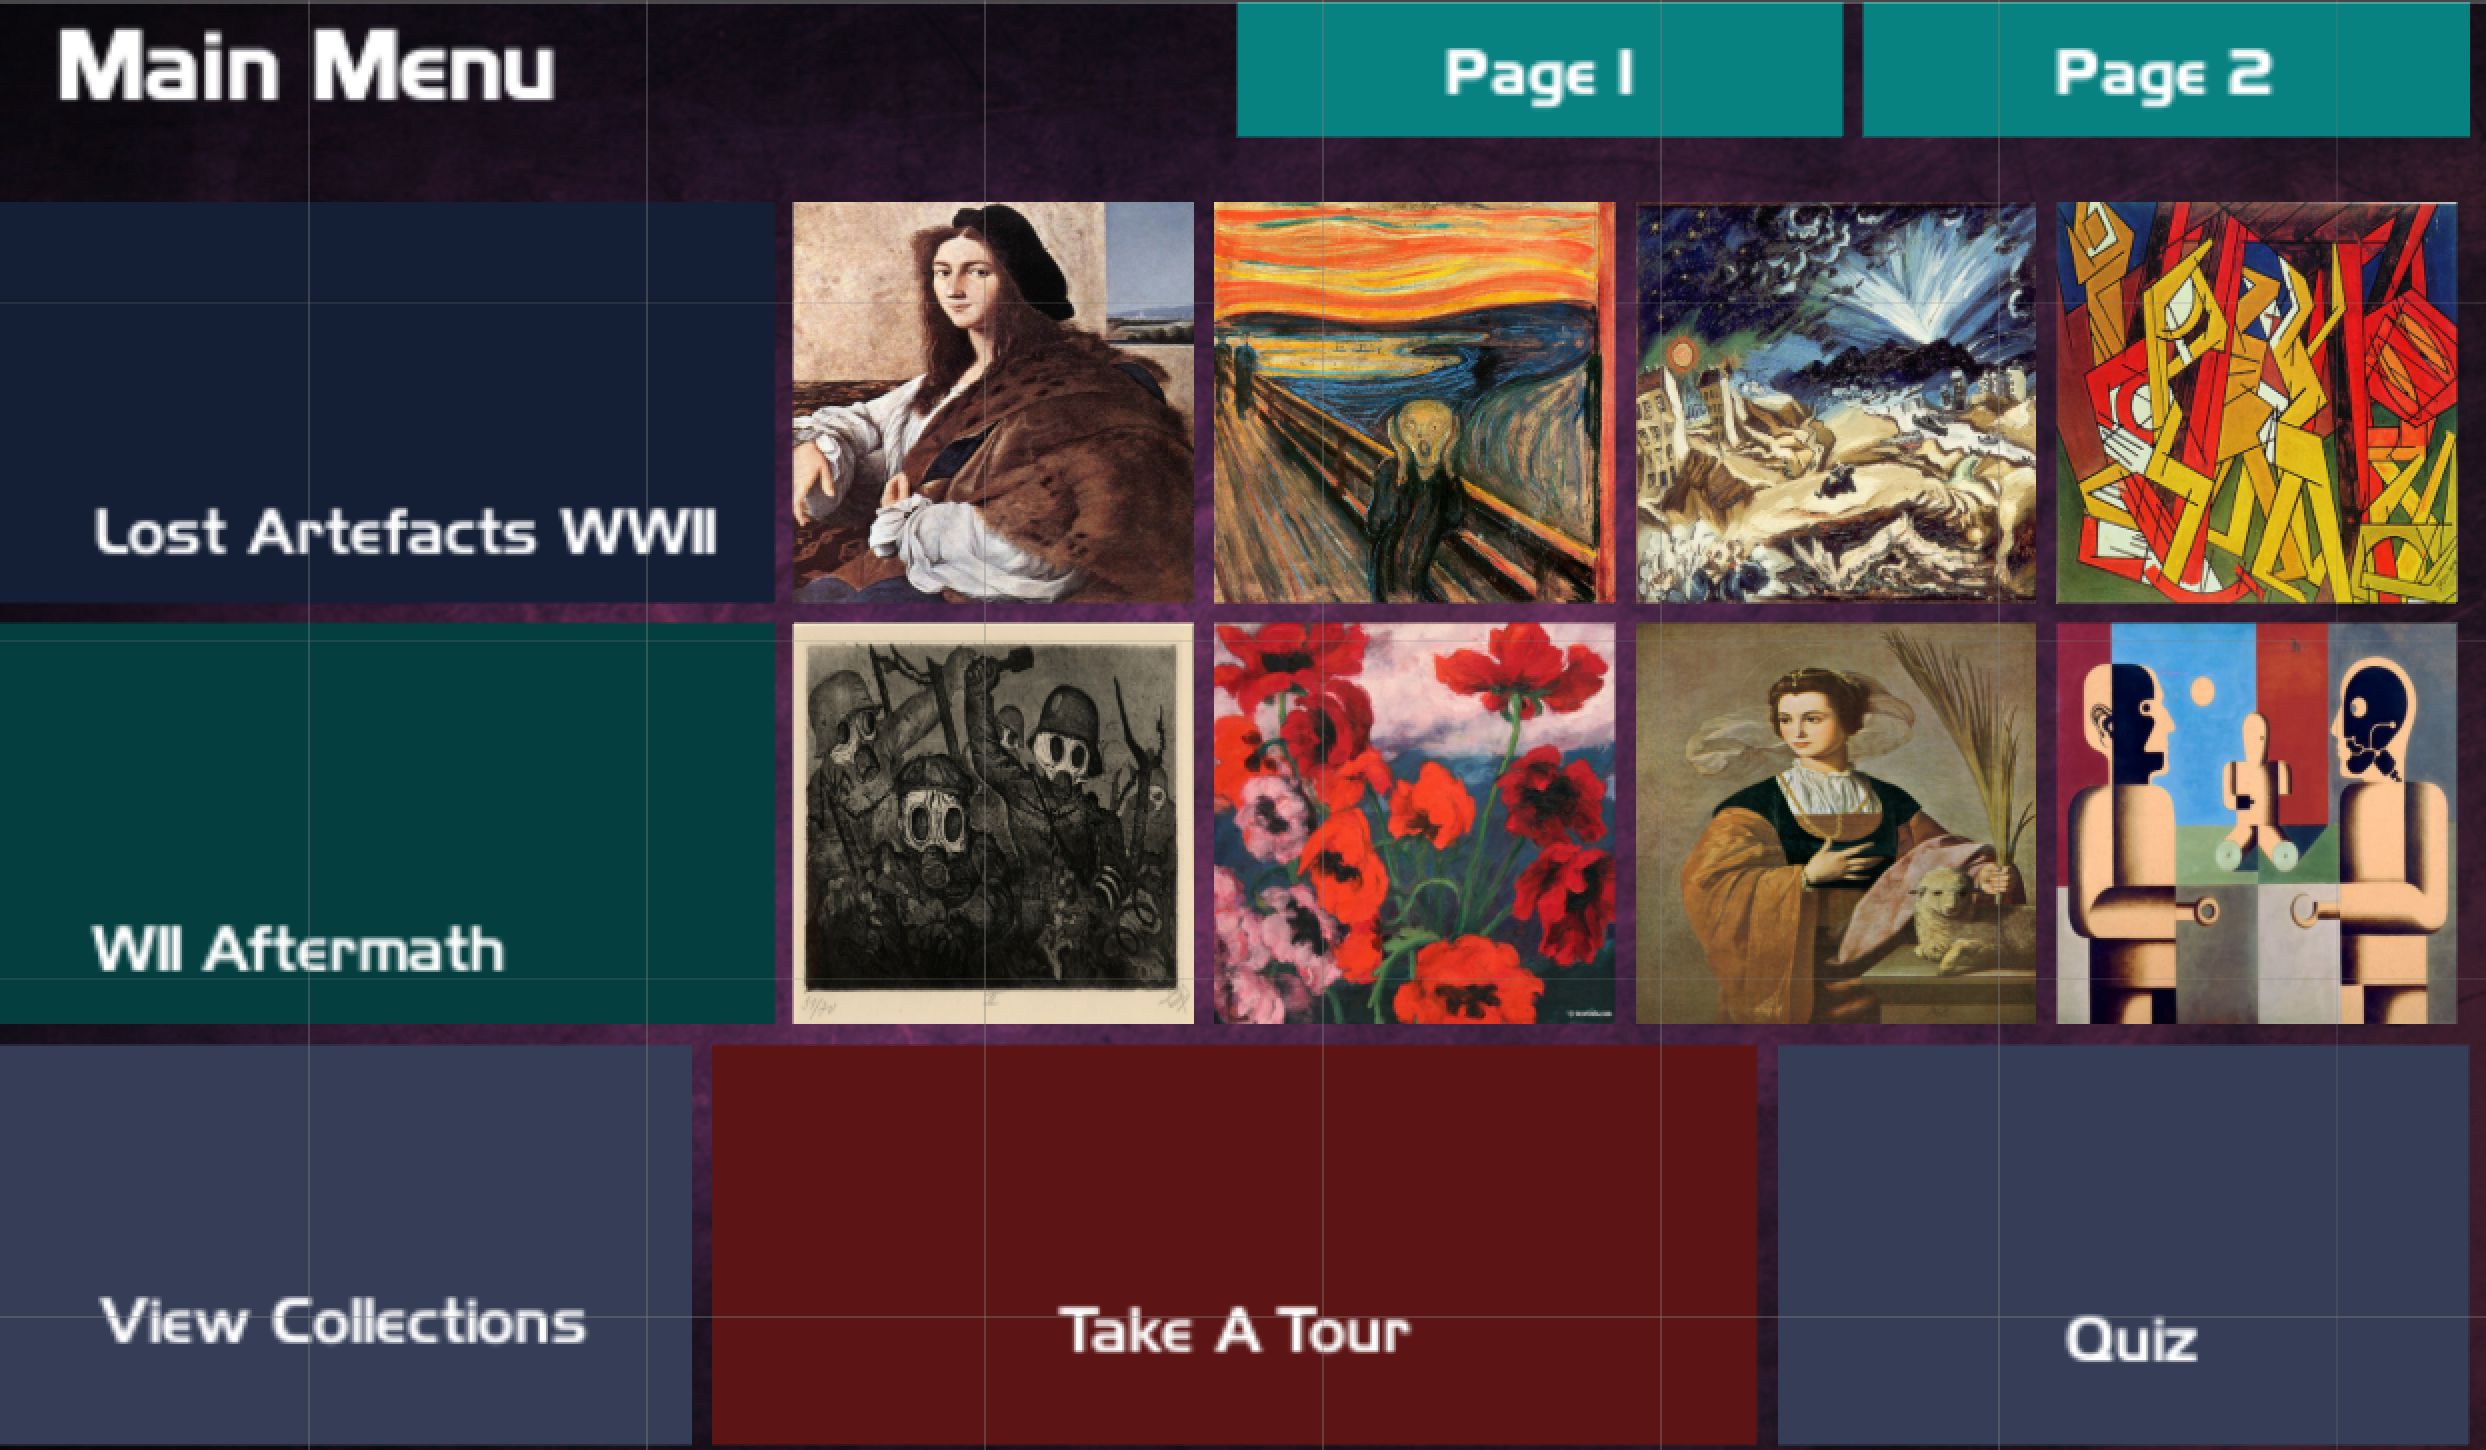 Main Menu
Page 1
Page 2
Lost Artefacts WWII
WII Aftermath
View Collections
Take A Tour
Quiz